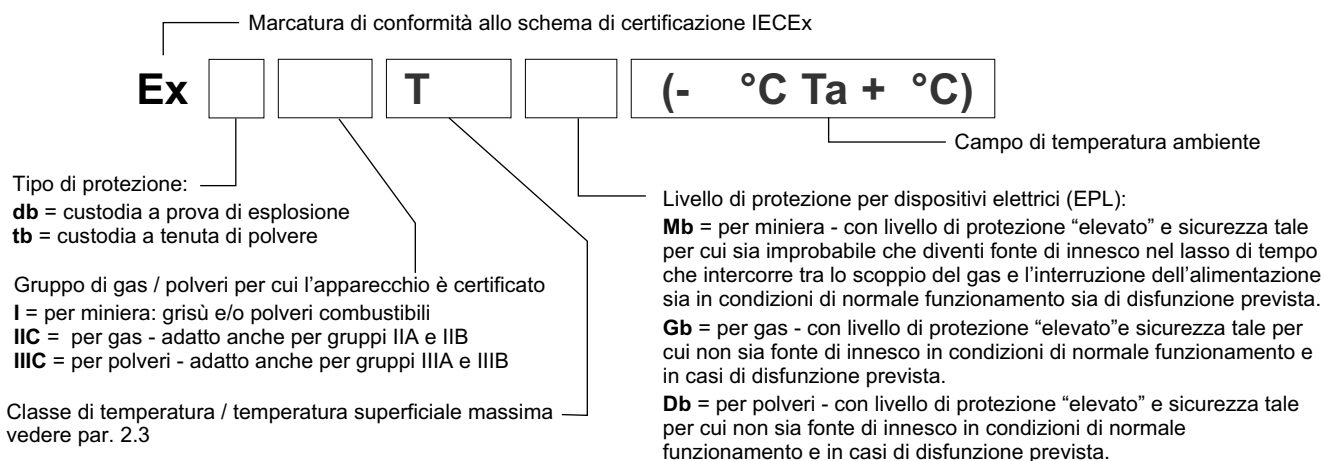 Marcatura di conformità allo schema di certificazione IECEx
Ex T (- °C Ta + °C)
Campo di temperatura ambiente
Tipo di protezione:
db = custodia a prova di esplosione
tb = custodia a tenuta di polvere
Gruppo di gas / polveri per cui l'apparecchio è certificato
I = per miniera: grisù e/o polveri combustibili
IIC = per gas - adatto anche per gruppi IIA e IIB
IIIC = per polveri - adatto anche per gruppi IIIA e IIIB
Classe di temperatura / temperatura superficiale massima
vedere par. 2.3
Livello di protezione per dispositivi elettrici (EPL):
Mb = per miniera - con livello di protezione “elevato” e sicurezza tale
per cui sia improbabile che diventi fonte di innesco nel lasso di tempo
che intercorre tra lo scoppio del gas e l'interruzione dell'alimentazione
sia in condizioni di normale funzionamento sia di disfunzione prevista.
Gb = per gas - con livello di protezione “elevato”e sicurezza tale per
cui non sia fonte di innesco in condizioni di normale funzionamento e
in casi di disfunzione prevista.
Db = per polveri - con livello di protezione “elevato” e sicurezza tale
per cui non sia fonte di innesco in condizioni di normale
funzionamento e in casi di disfunzione prevista.